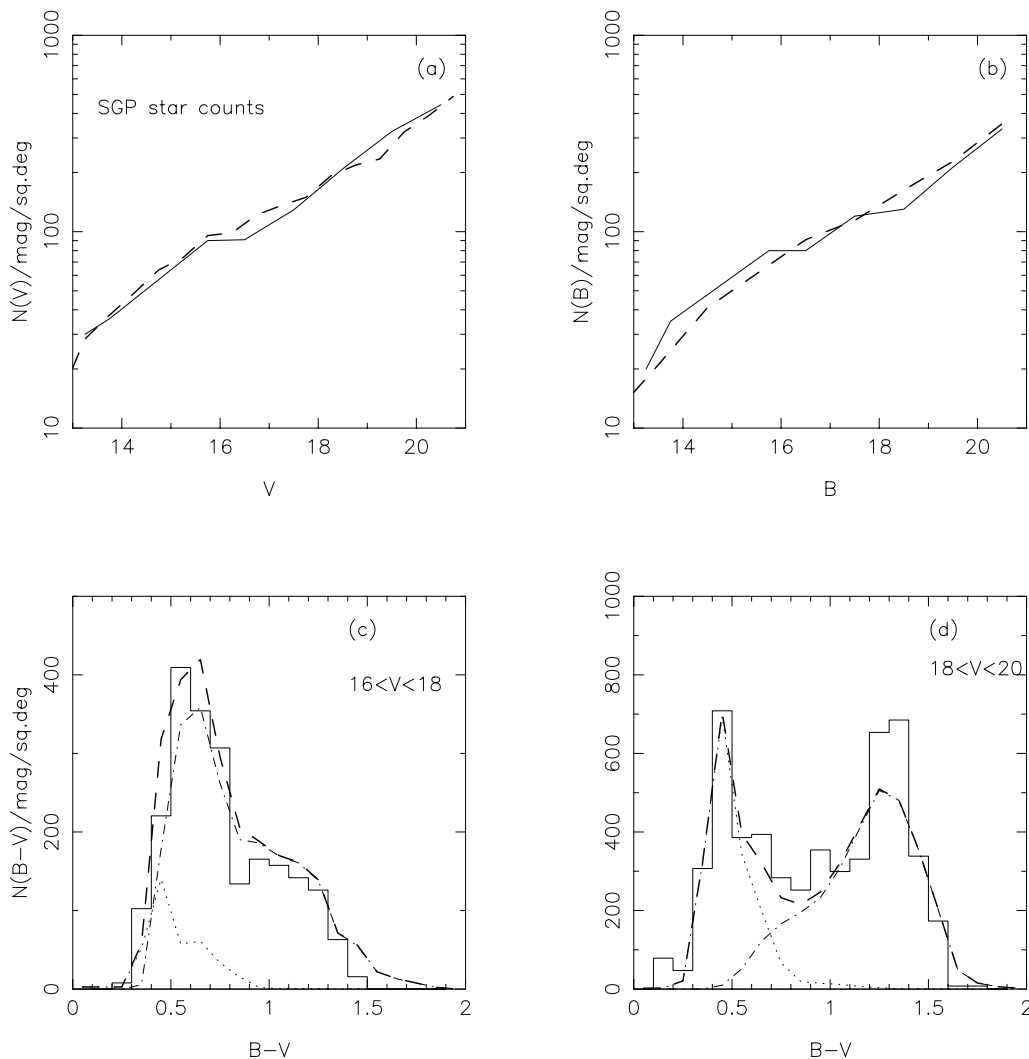 1000
100
10
N(V)/mag/sq.deg
(a)
SGP star counts
14 16 18 20
V
1000
100
10
N(B)/mag/sq.deg
(b)
14 16 18 20
B
400
200
0
N(B-V)/mag/sq.deg
(c)
16<V<18
0 0.5 1 1.5 2
B-V
1000
800
600
400
200
0
(d)
18<V<20
0 0.5 1 1.5 2
B-V